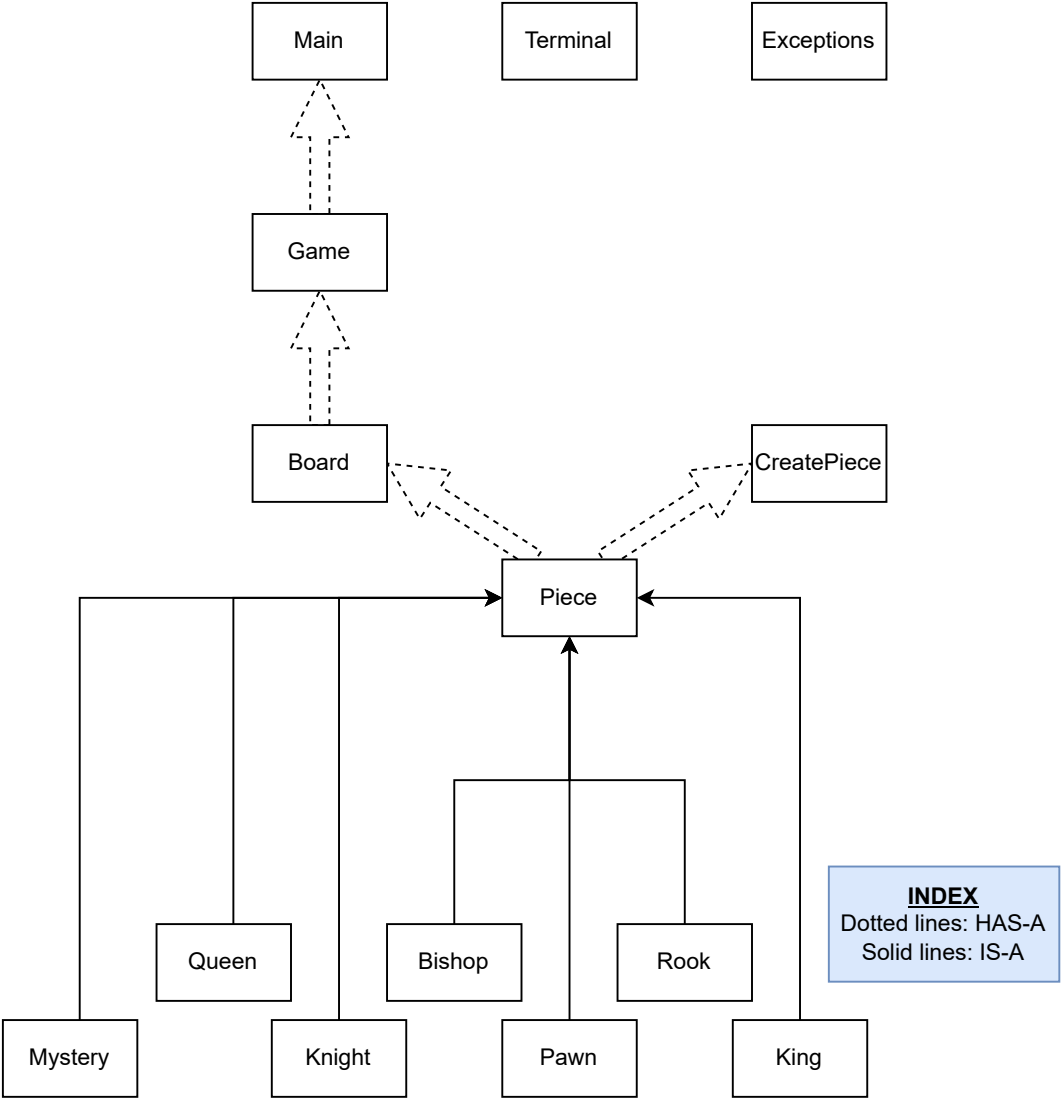 Main
Terminal
Exceptions
Game
Board
CreatePiece
Piece
Queen
Bishop
Rook
Mystery
Knight
Pawn
King
INDEX
Dotted lines: HAS-A
Solid lines: IS-A